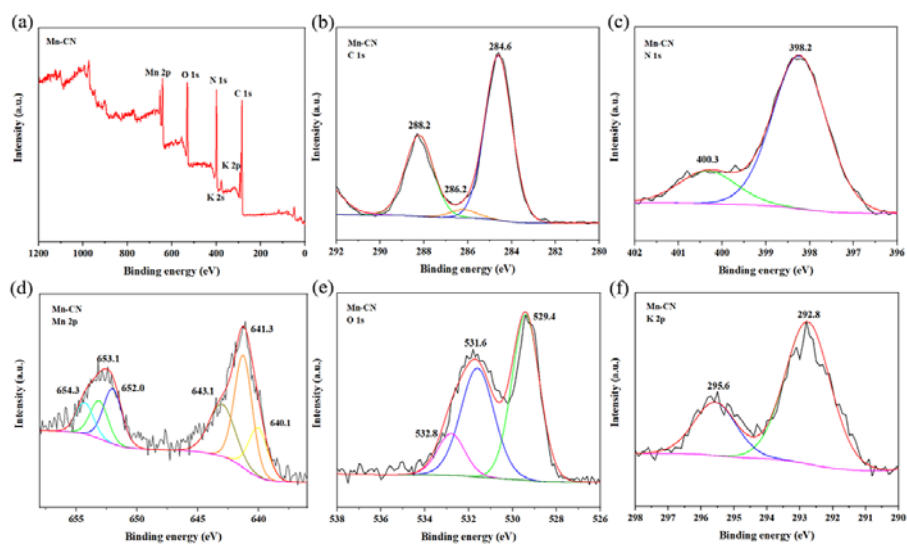 (a)
Mn-CN
Mn 2p
O 1s
N 1s
C 1s
K 2p
K 2s
Intensity (a.u.)
1200 1000 800 600 400 200 0
Binding energy (eV)
(b)
Mn-CN
C 1s
284.6
288.2
286.2
Intensity (a.u.)
292 290 288 286 284 282 280
Binding energy (eV)
(c)
Mn-CN
N 1s
398.2
400.3
Intensity (a.u.)
402 401 400 399 398 397 396
Binding energy (eV)
(d)
Mn-CN
Mn 2p
641.3
653.1
654.3
652.0
643.1
640.1
Intensity (a.u.)
655 650 645 640
Binding energy (eV)
(e)
Mn-CN
O 1s
529.4
531.6
532.8
Intensity (a.u.)
538 536 534 532 530 528 526
Binding energy (eV)
(f)
Mn-CN
K 2p
292.8
295.6
Intensity (a.u.)
298 297 296 295 294 293 292 291 290
Binding energy (eV)